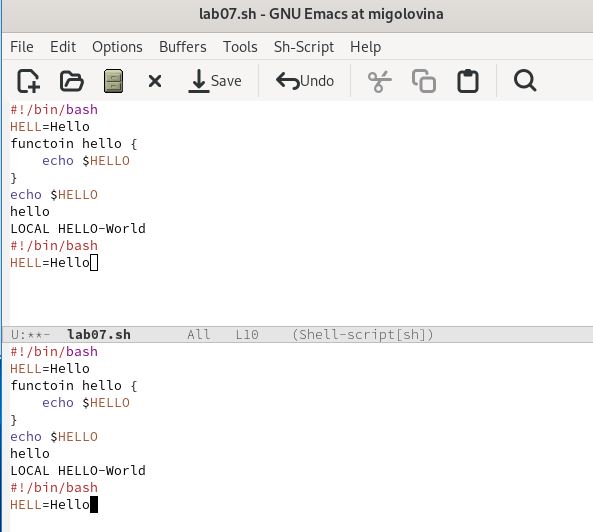 lab07.sh - GNU Emacs at migolovina
File Edit Options Buffers Tools Sh-Script Help
Save Undo
#!/bin/bash
HELL=Hello
functoin hello {
    echo $HELLO
}
echo $HELLO
hello
LOCAL HELLO-World
#!/bin/bash
HELL=Hello
U:**-  lab07.sh       All   L10    (Shell-script[sh])
#!/bin/bash
HELL=Hello
functoin hello {
    echo $HELLO
}
echo $HELLO
hello
LOCAL HELLO-World
#!/bin/bash
HELL=Hello